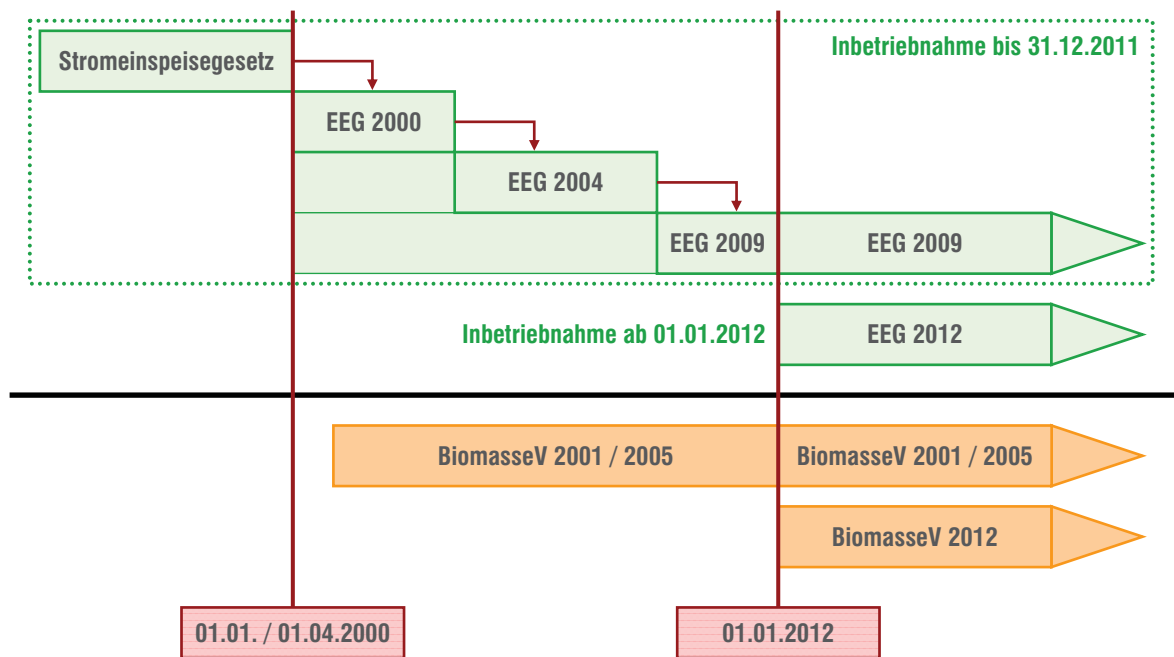 Inbetriebnahme bis 31.12.2011
Stromeinspeisegesetz
EEG 2000
EEG 2004
EEG 2009
EEG 2009
Inbetriebnahme ab 01.01.2012
EEG 2012
BiomasseV 2001 / 2005
BiomasseV 2001 / 2005
BiomasseV 2012
01.01. / 01.04.2000
01.01.2012